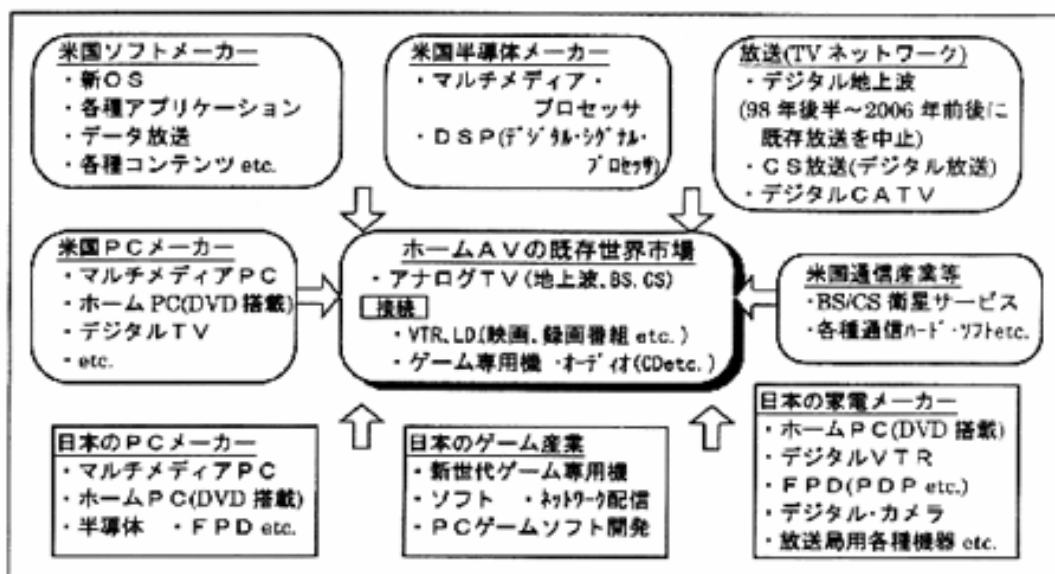 米国ソフトメーカー
・新OS
・各種アプリケーション
・データ放送
・各種コンテンツ etc.
米国半導体メーカー
・マルチメディア・
プロセッサ
・DSP(ﾃﾞｼﾞﾀﾙ･ｼｸﾞﾅﾙ･
ﾌﾟﾛｾｯｻ)
放送(TVネットワーク)
・デジタル地上波
(98年後半～2006年前後に
既存放送を中止)
・CS放送(デジタル放送)
・デジタルCATV
米国PCメーカー
・マルチメディアPC
・ホームPC(DVD搭載)
・デジタルTV
・etc.
ホームAVの既存世界市場
・アナログTV(地上波、BS、CS)
接続
・VTR、LD(映画、録画番組 etc.)
・ゲーム専用機 ・ｵｰﾃﾞｨｵ(CDetc.)
米国通信産業等
・BS/CS衛星サービス
・各種通信ﾊｰﾄﾞ･ｿﾌﾄetc.
日本のPCメーカー
・マルチメディアPC
・ホームPC(DVD搭載)
・半導体 ・FPD etc.
日本のゲーム産業
・新世代ゲーム専用機
・ソフト ・ﾈｯﾄﾜｰｸ配信
・PCゲームソフト開発
日本の家電メーカー
・ホームPC(DVD搭載)
・デジタルVTR
・FPD(PDP etc.)
・デジタル・カメラ
・放送局用各種機器 etc.